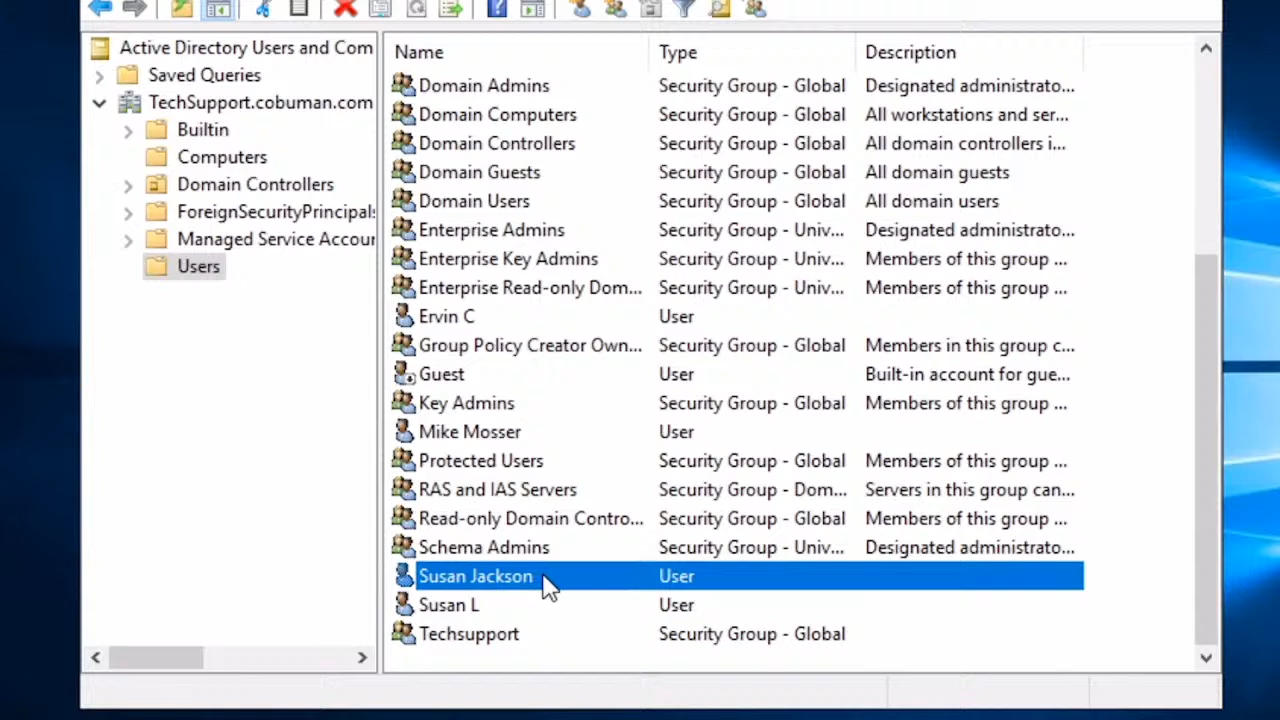 Active Directory Users and Com
Saved Queries
TechSupport.cobuman.com
Builtin
Computers
Domain Controllers
ForeignSecurityPrincipals
Managed Service Accour
Users
Name Type Description
Domain Admins Security Group - Global Designated administrato...
Domain Computers Security Group - Global All workstations and ser...
Domain Controllers Security Group - Global All domain controllers i...
Domain Guests Security Group - Global All domain guests
Domain Users Security Group - Global All domain users
Enterprise Admins Security Group - Univ... Designated administrato...
Enterprise Key Admins Security Group - Univ... Members of this group ...
Enterprise Read-only Dom... Security Group - Univ... Members of this group ...
Ervin C User
Group Policy Creator Own... Security Group - Global Members in this group c...
Guest User Built-in account for gue...
Key Admins Security Group - Global Members of this group ...
Mike Mosser User
Protected Users Security Group - Global Members of this group ...
RAS and IAS Servers Security Group - Dom... Servers in this group can...
Read-only Domain Contro... Security Group - Global Members of this group ...
Schema Admins Security Group - Univ... Designated administrato...
Susan Jackson User
Susan L User
Techsupport Security Group - Global